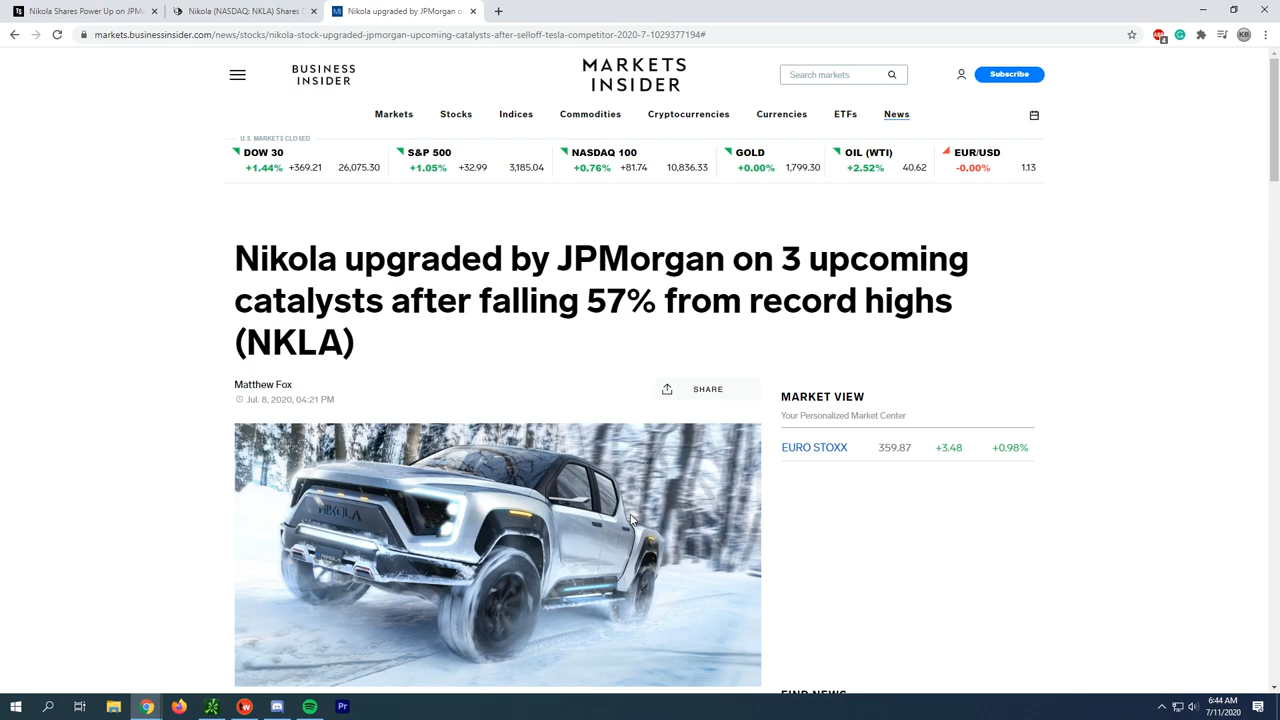 Nikola Shares Powered Up by JPM
Nikola (NASDAQ: NKLA) Stock D
Nikola upgraded by JPMorgan on
markets.businessinsider.com/news/stocks/nikola-stock-upgraded-jpmorgan-upcoming-catalysts-after-selloff-tesla-competitor-2020-7-1029377194#
BUSINESS
INSIDER
MARKETS
INSIDER
Search markets
Subscribe
Markets Stocks Indices Commodities Cryptocurrencies Currencies ETFs News
U.S. MARKETS CLOSED
DOW 30 S&P 500 NASDAQ 100 GOLD OIL (WTI) EUR/USD
+1.44% +369.21 26,075.30 +1.05% +32.99 3,185.04 +0.76% +81.74 10,836.33 +0.00% 1,799.30 +2.52% 40.62 -0.00% 1.13
Nikola upgraded by JPMorgan on 3 upcoming
catalysts after falling 57% from record highs
(NKLA)
Matthew Fox
Jul. 8, 2020, 04:21 PM
SHARE
MARKET VIEW
Your Personalized Market Center
EURO STOXX 359.87 +3.48 +0.98%
NIKOLA
NIKOLA
FIND NEWS
6:44 AM
7/11/2020